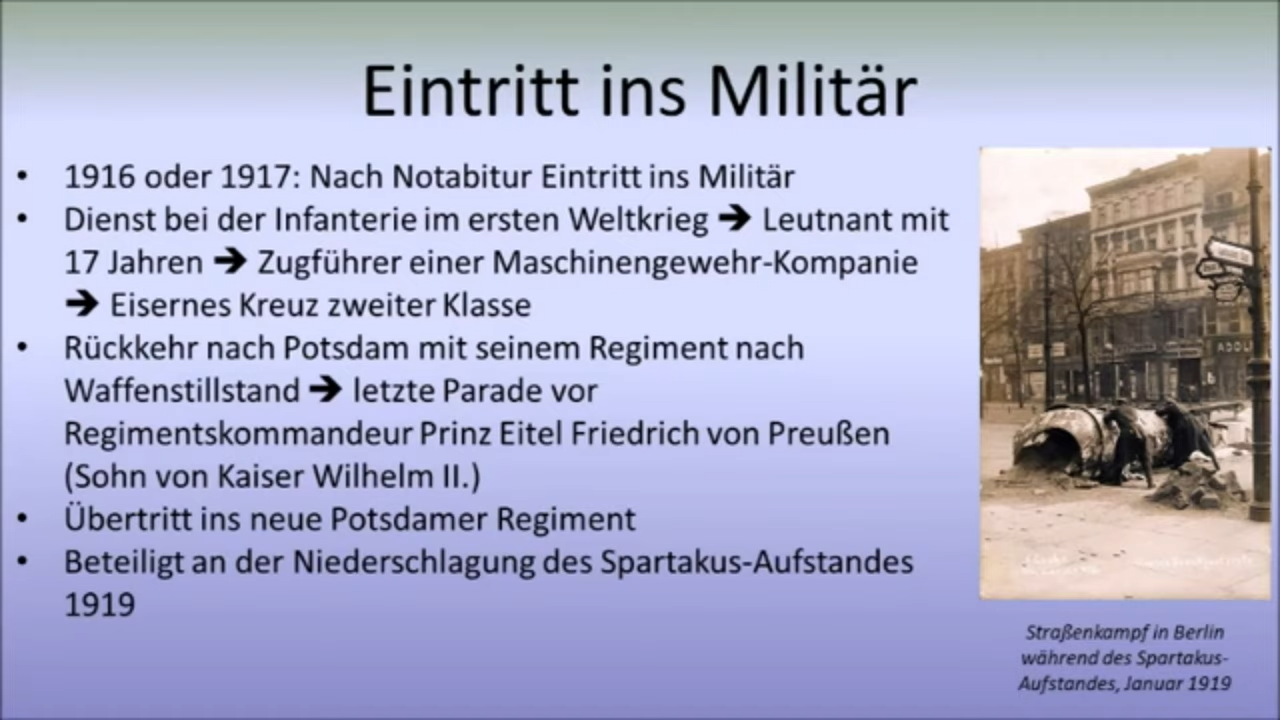 Eintritt ins Militär
• 1916 oder 1917: Nach Notabitur Eintritt ins Militär
• Dienst bei der Infanterie im ersten Weltkrieg ➔ Leutnant mit
17 Jahren ➔ Zugführer einer Maschinengewehr-Kompanie
➔ Eisernes Kreuz zweiter Klasse
• Rückkehr nach Potsdam mit seinem Regiment nach
Waffenstillstand ➔ letzte Parade vor
Regimentskommandeur Prinz Eitel Friedrich von Preußen
(Sohn von Kaiser Wilhelm II.)
• Übertritt ins neue Potsdamer Regiment
• Beteiligt an der Niederschlagung des Spartakus-Aufstandes
1919
ADOL
Straßenkampf in Berlin
während des Spartakus-
Aufstandes, Januar 1919